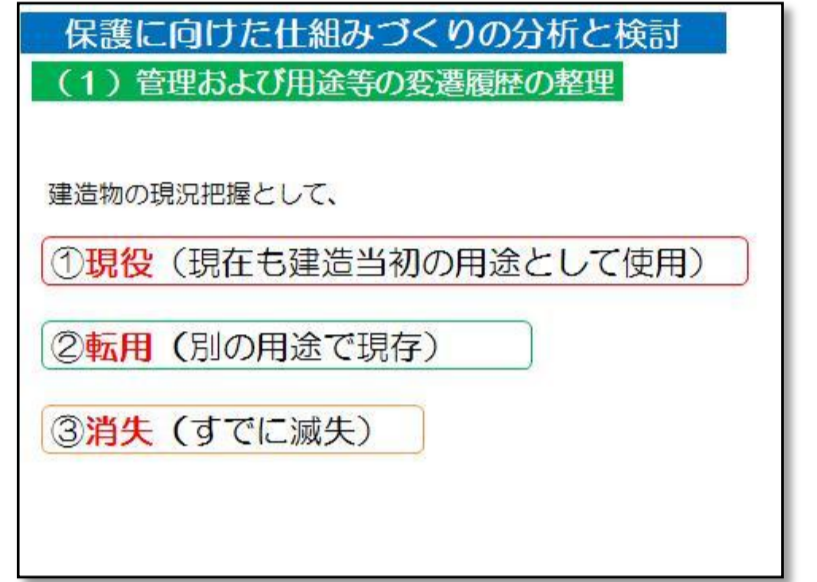 保護に向けた仕組みづくりの分析と検討
（１）管理および用途等の変遷履歴の整理
建造物の現況把握として、
①現役（現在も建造当初の用途として使用）
②転用（別の用途で現存）
③消失（すでに滅失）